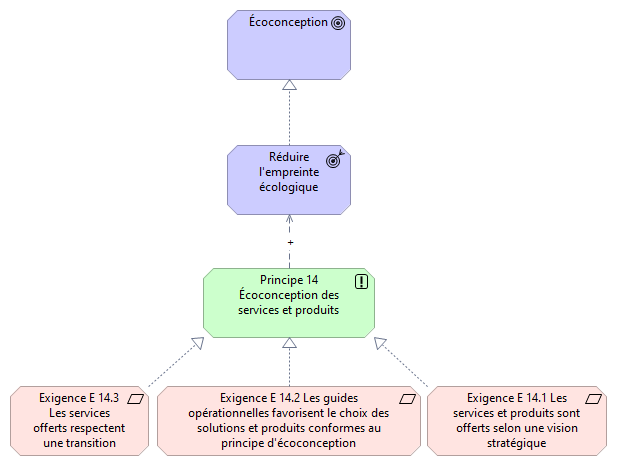 Écoconception
Réduire
l'empreinte
écologique
+
Principe 14
Écoconception des
services et produits
Exigence E 14.3
Les services
offerts respectent
une transition
Exigence E 14.2 Les guides
opérationnelles favorisent le choix des
solutions et produits conformes au
principe d'écoconception
Exigence E 14.1 Les
services et produits sont
offerts selon une vision
stratégique